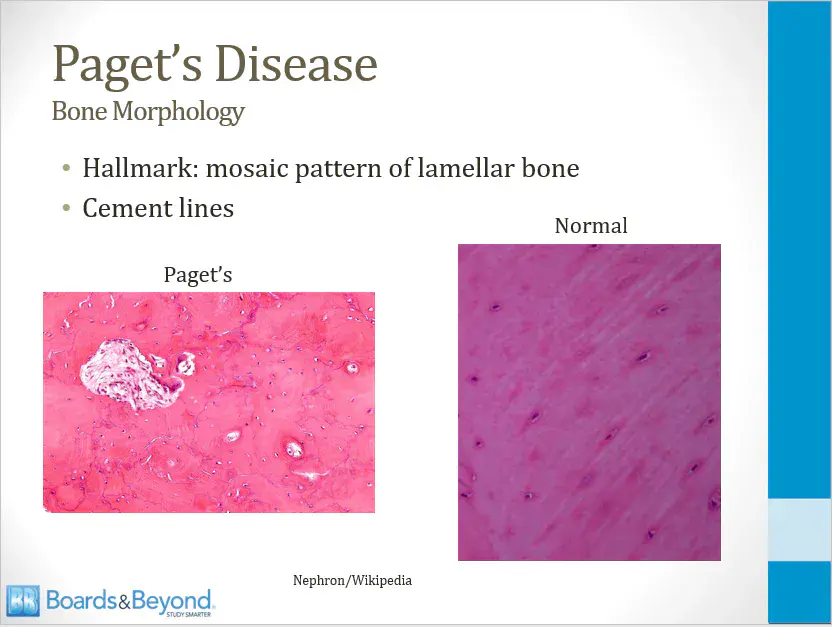 Paget’s Disease
Bone Morphology
• Hallmark: mosaic pattern of lamellar bone
• Cement lines
Normal
Paget’s
Nephron/Wikipedia
BB Boards&Beyond.
STUDY SMARTER